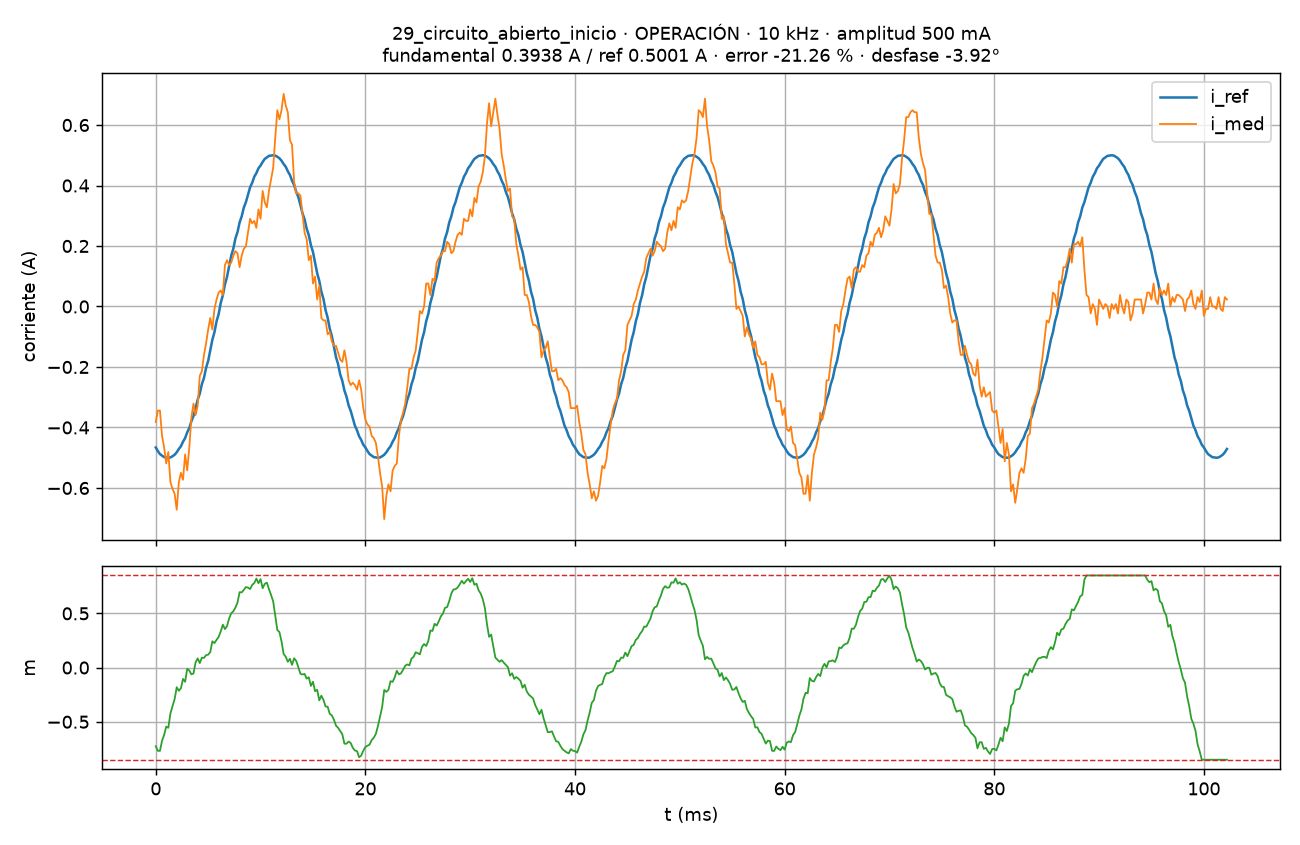 29_circuito_abierto_inicio · OPERACIÓN · 10 kHz · amplitud 500 mA
fundamental 0.3938 A / ref 0.5001 A · error -21.26 % · desfase -3.92°
i_ref
i_med
corriente (A)
0.6
0.4
0.2
0.0
−0.2
−0.4
−0.6
m
0.5
0.0
−0.5
0
20
40
60
80
100
t (ms)